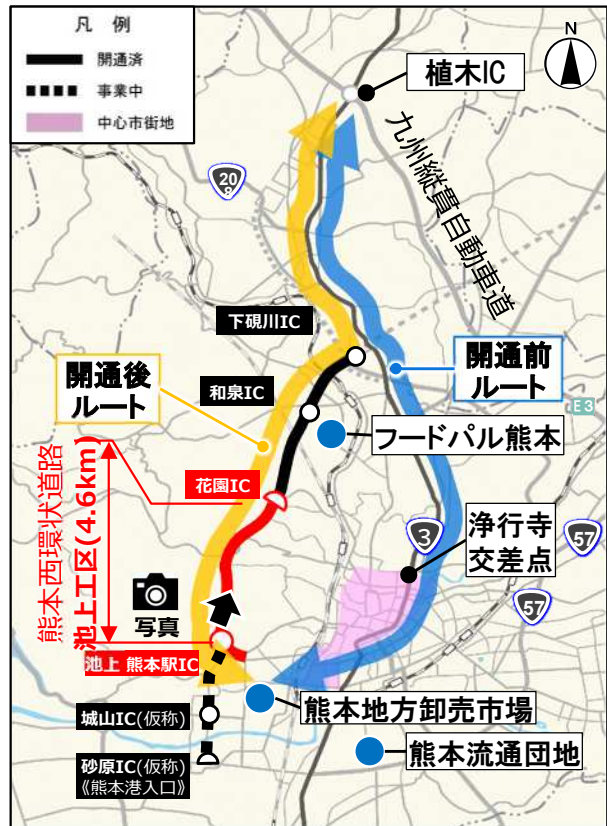 凡 例
開通済
事業中
中心市街地
N
植木IC
九州縦貫自動車道
208
下硯川IC
開通後
ルート
和泉IC
開通前
ルート
E3
フードパル熊本
花園IC
熊本西環状道路
池上工区(4.6km)
3
浄行寺
交差点
57
57
写真
池上 熊本駅IC
熊本地方卸売市場
城山IC(仮称)
熊本流通団地
砂原IC(仮称)
《熊本港入口》